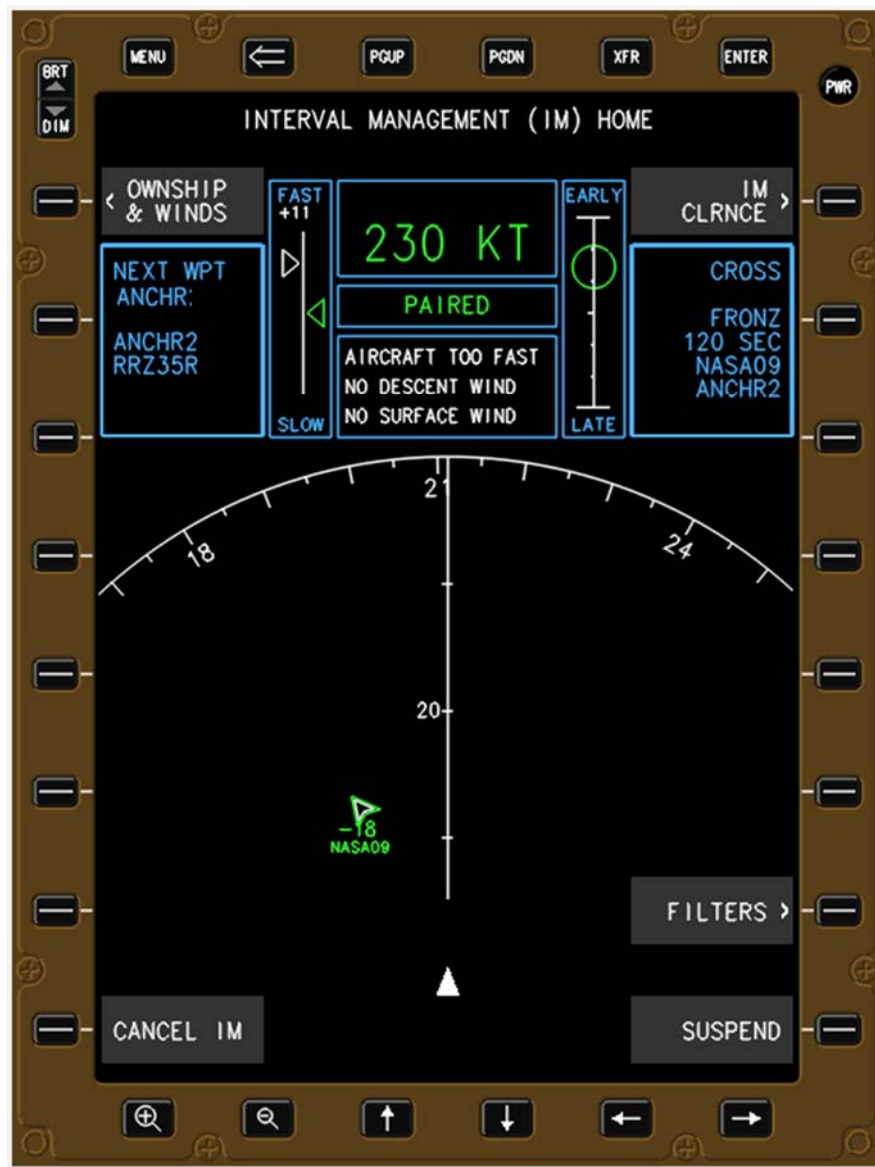 MENU
PGUP
PGDN
XFR
ENTER
BRT
DIM
PWR
INTERVAL MANAGEMENT (IM) HOME
< OWNSHIP
& WINDS
FAST
+11
SLOW
230 KT
PAIRED
AIRCRAFT TOO FAST
NO DESCENT WIND
NO SURFACE WIND
EARLY
LATE
IM
CLRNCE >
NEXT WPT
ANCHR:
ANCHR2
RRZ35R
CROSS
FRONZ
120 SEC
NASA09
ANCHR2
18
21
24
20
-18
NASA09
FILTERS >
CANCEL IM
SUSPEND